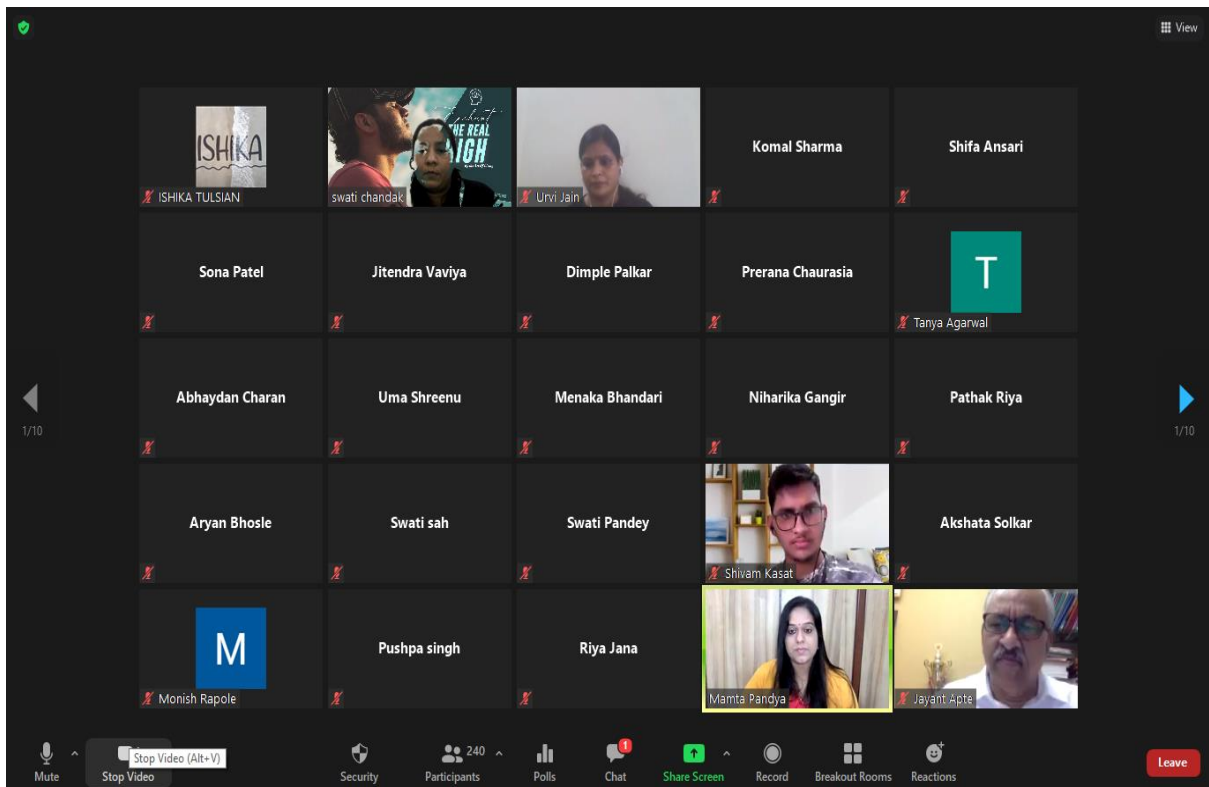 View
ISHIKA
ISHIKA TULSIAN
THE REAL
HIGH
swati chandak
Urvi Jain
Komal Sharma
Shifa Ansari
Sona Patel
Jitendra Vaviya
Dimple Palkar
Prerana Chaurasia
T
Tanya Agarwal
Abhaydan Charan
Uma Shreenu
Menaka Bhandari
Niharika Gangir
Pathak Riya
1/10
1/10
Aryan Bhosle
Swati sah
Swati Pandey
Shivam Kasat
Akshata Solkar
M
Monish Rapole
Pushpa singh
Riya Jana
Mamta Pandya
Jayant Apte
Stop Video (Alt+V)
240
1
Mute
Stop Video
Security
Participants
Polls
Chat
Share Screen
Record
Breakout Rooms
Reactions
Leave